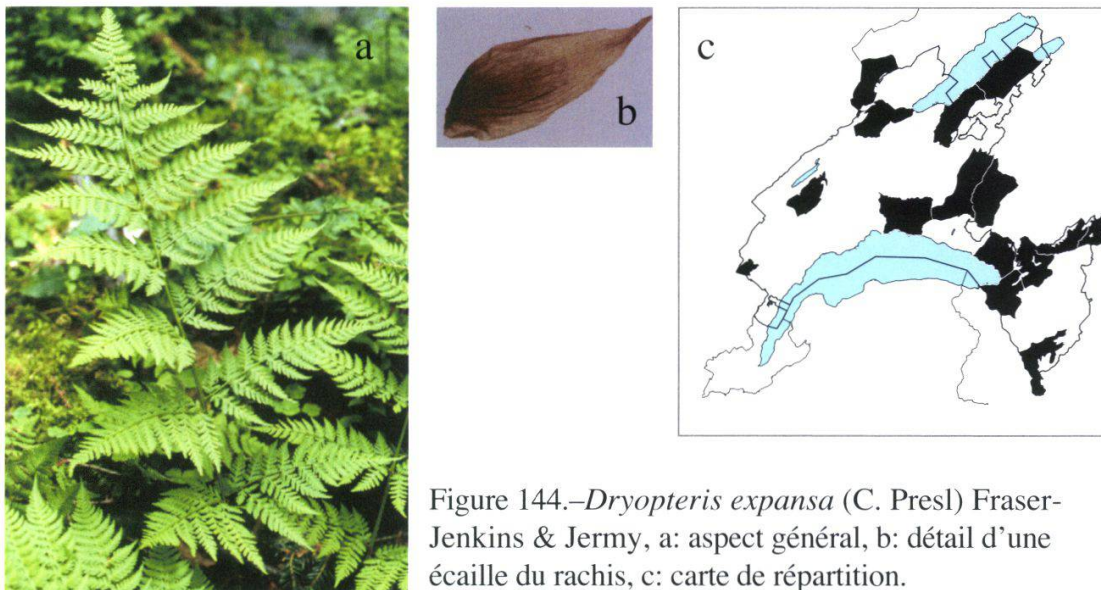 a
b
c
Figure 144.–Dryopteris expansa (C. Presl) Fraser-
Jenkins & Jermy, a: aspect général, b: détail d’une
écaille du rachis, c: carte de répartition.